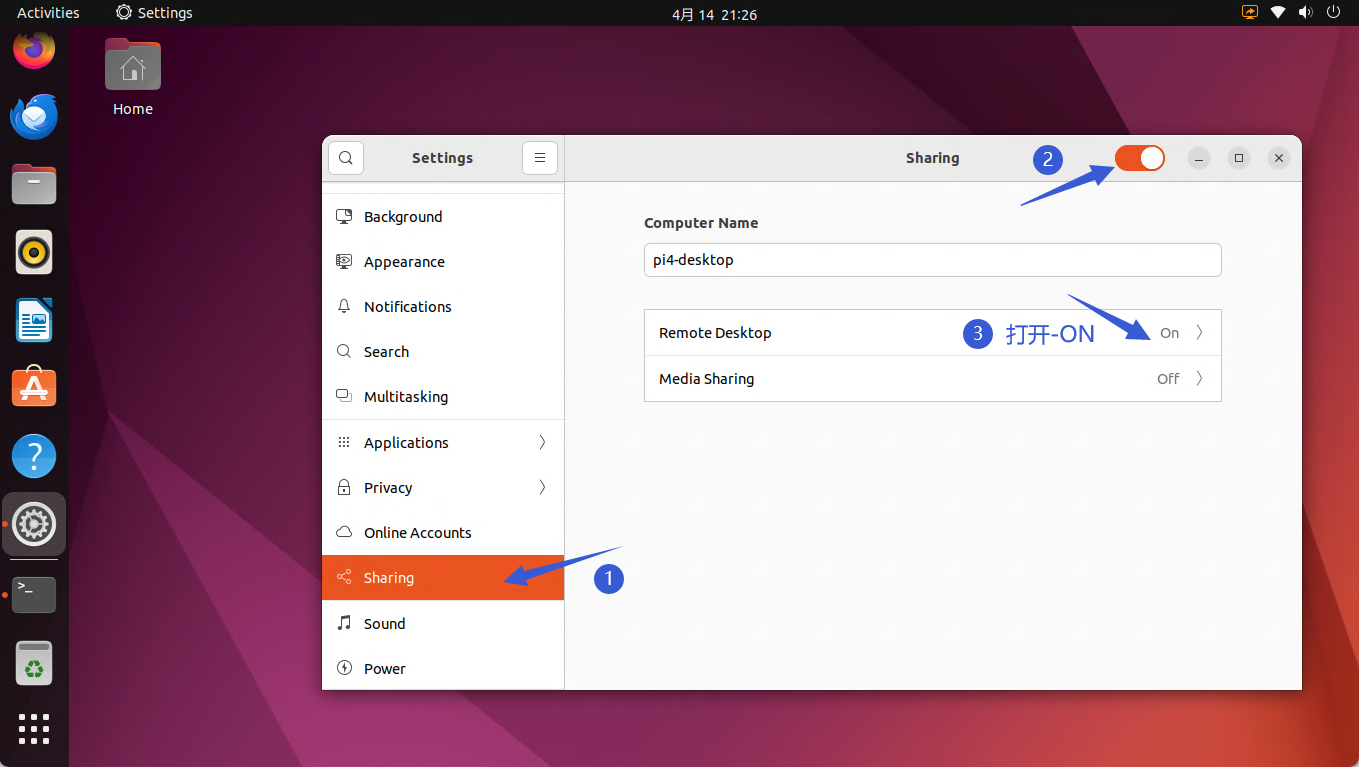 Activities Settings 4月 14 21:26
Home
Settings
Sharing
2
Background
Appearance
Notifications
Search
Multitasking
Applications
Privacy
Online Accounts
Sharing
1
Sound
Power
Computer Name
pi4-desktop
Remote Desktop 3 打开-ON On
Media Sharing Off